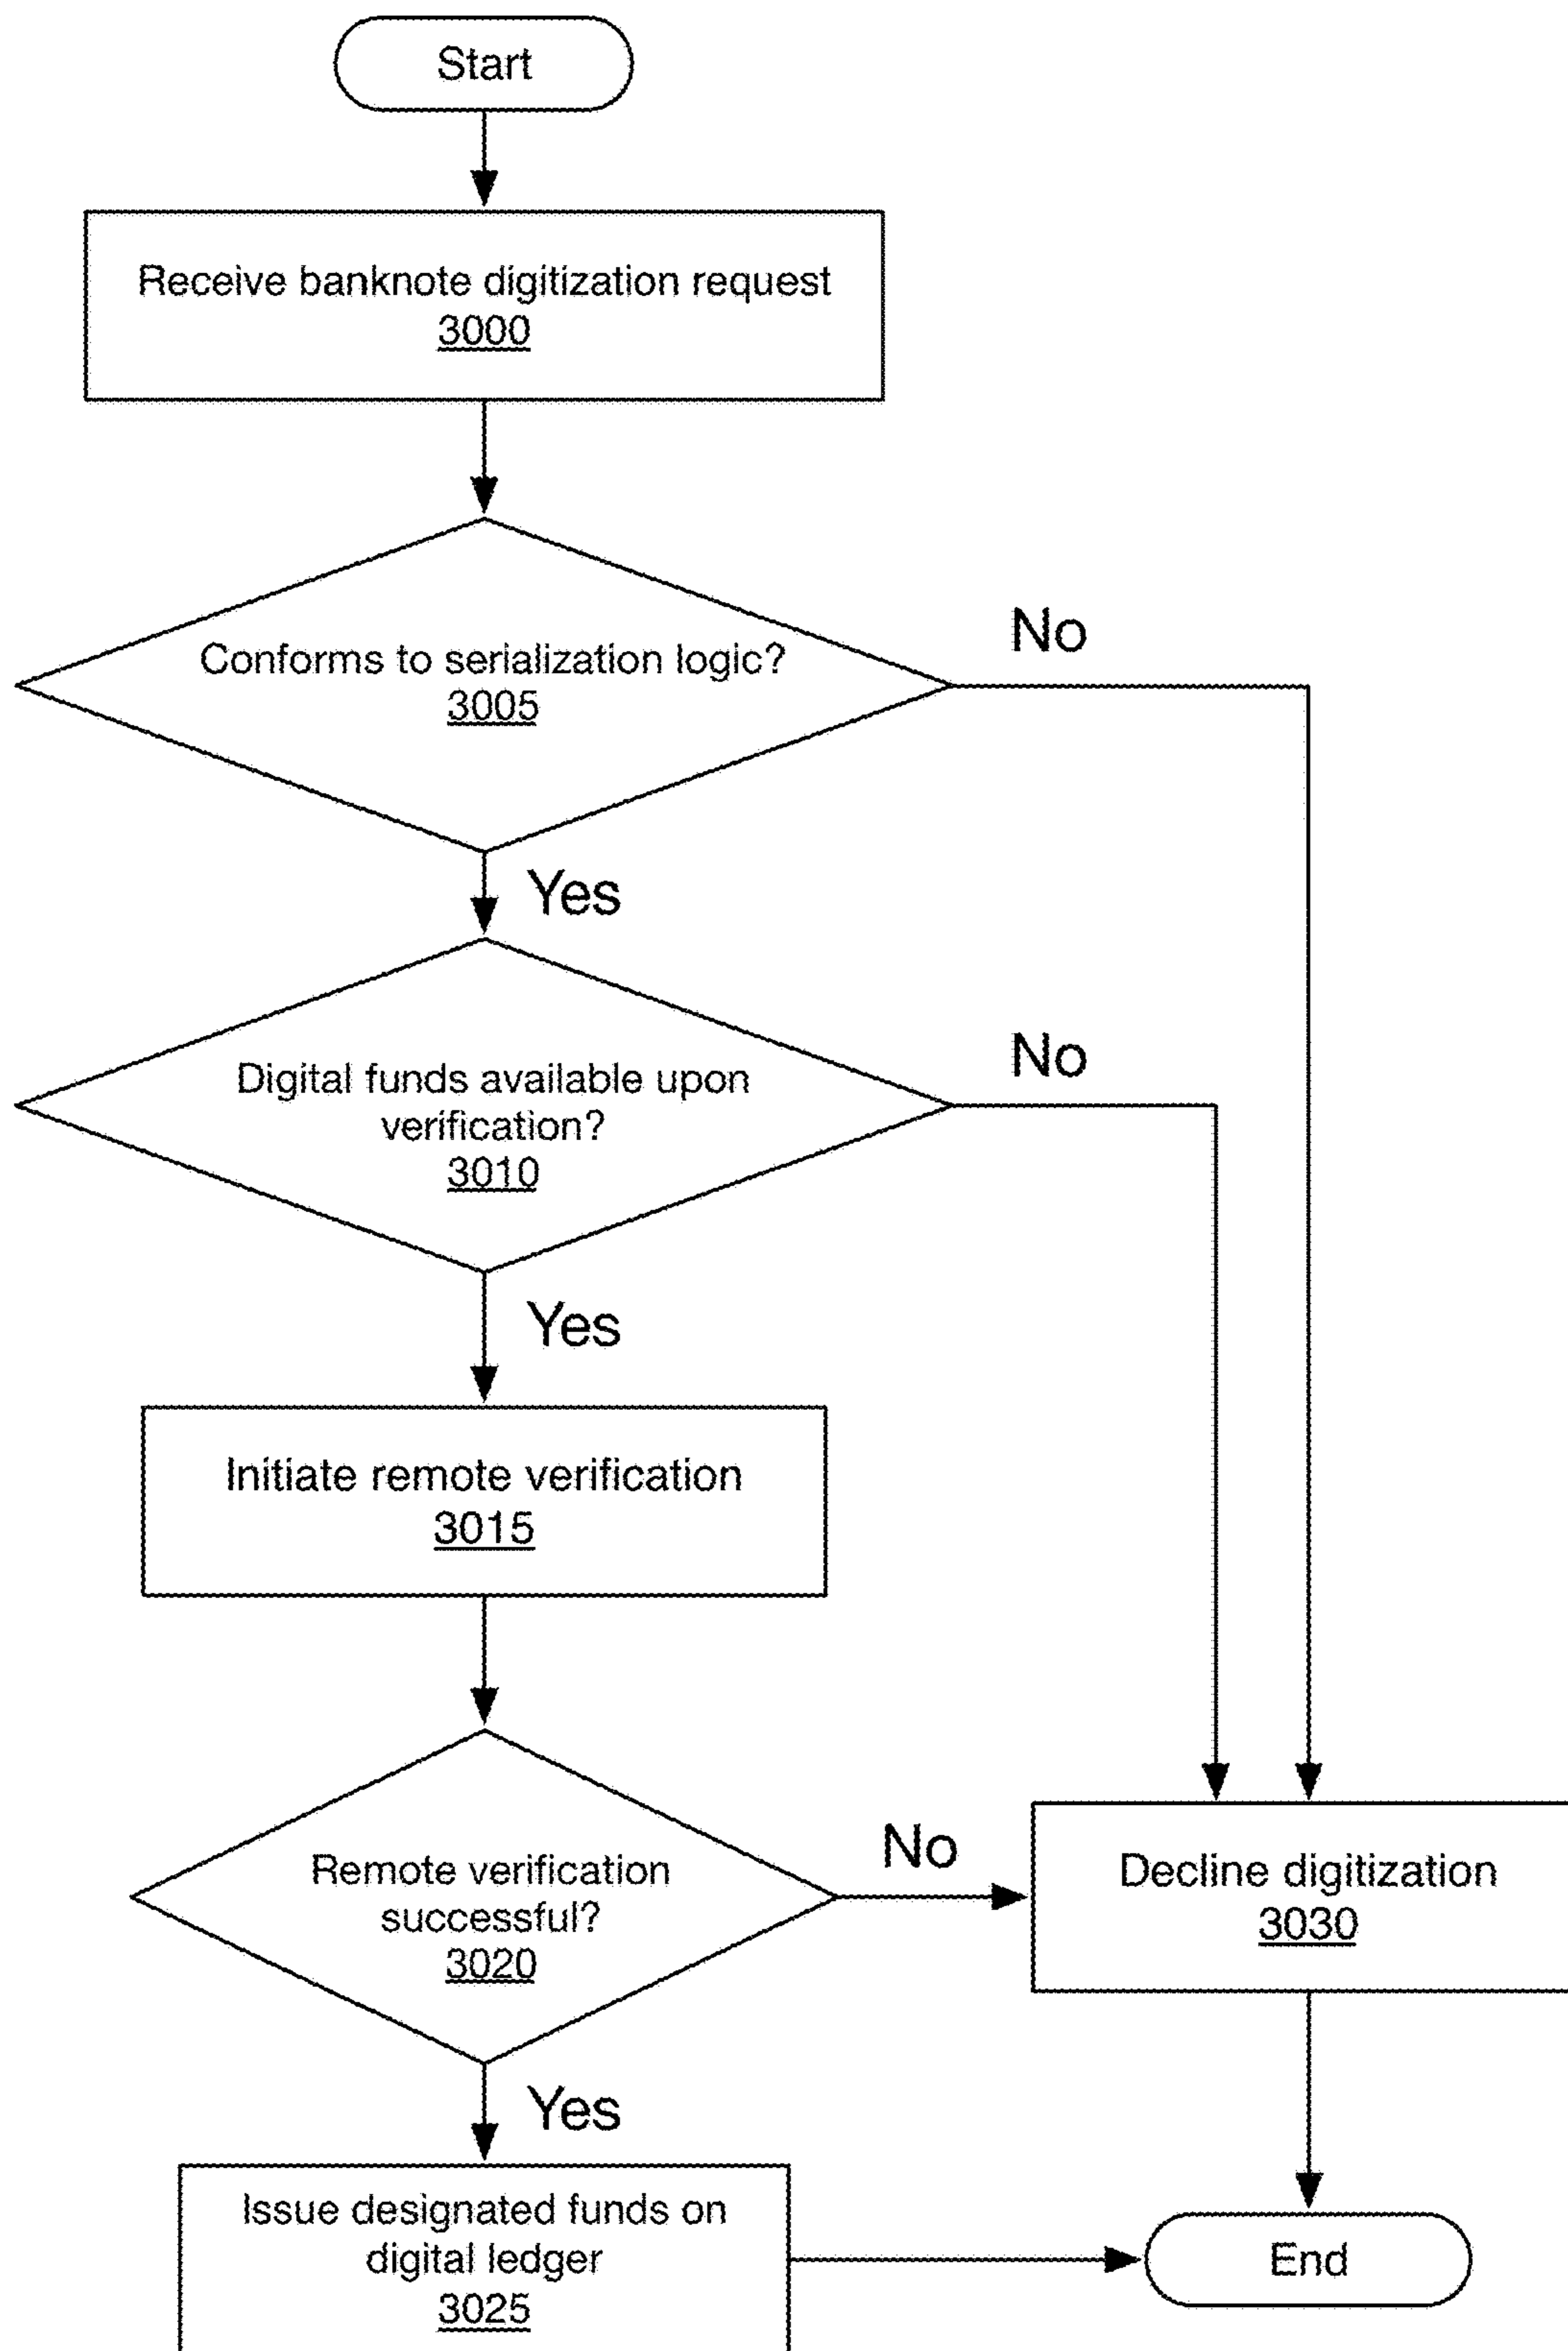 Start
Receive banknote digitization request
3000
Conforms to serialization logic?
3005
No
Yes
Digital funds available upon
verification?
3010
No
Yes
Initiate remote verification
3015
Remote verification
successful?
3020
No
Decline digitization
3030
Yes
Issue designated funds on
digital ledger
3025
End